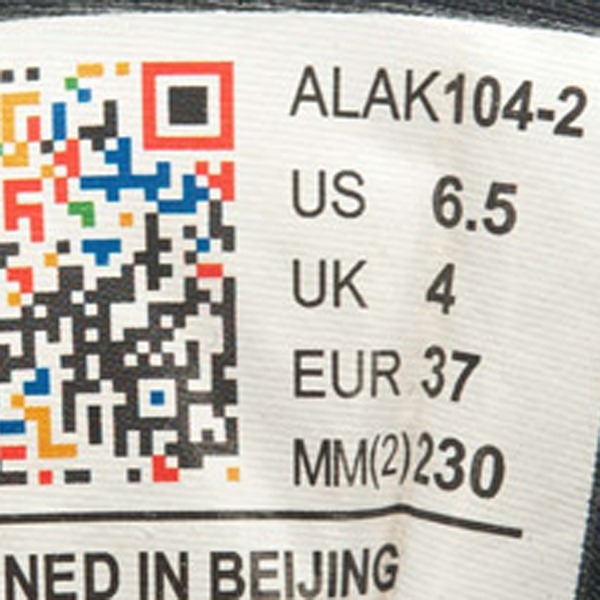 ALAK104-2
US 6.5
UK 4
EUR 37
MM(2)230
NED IN BEIJING